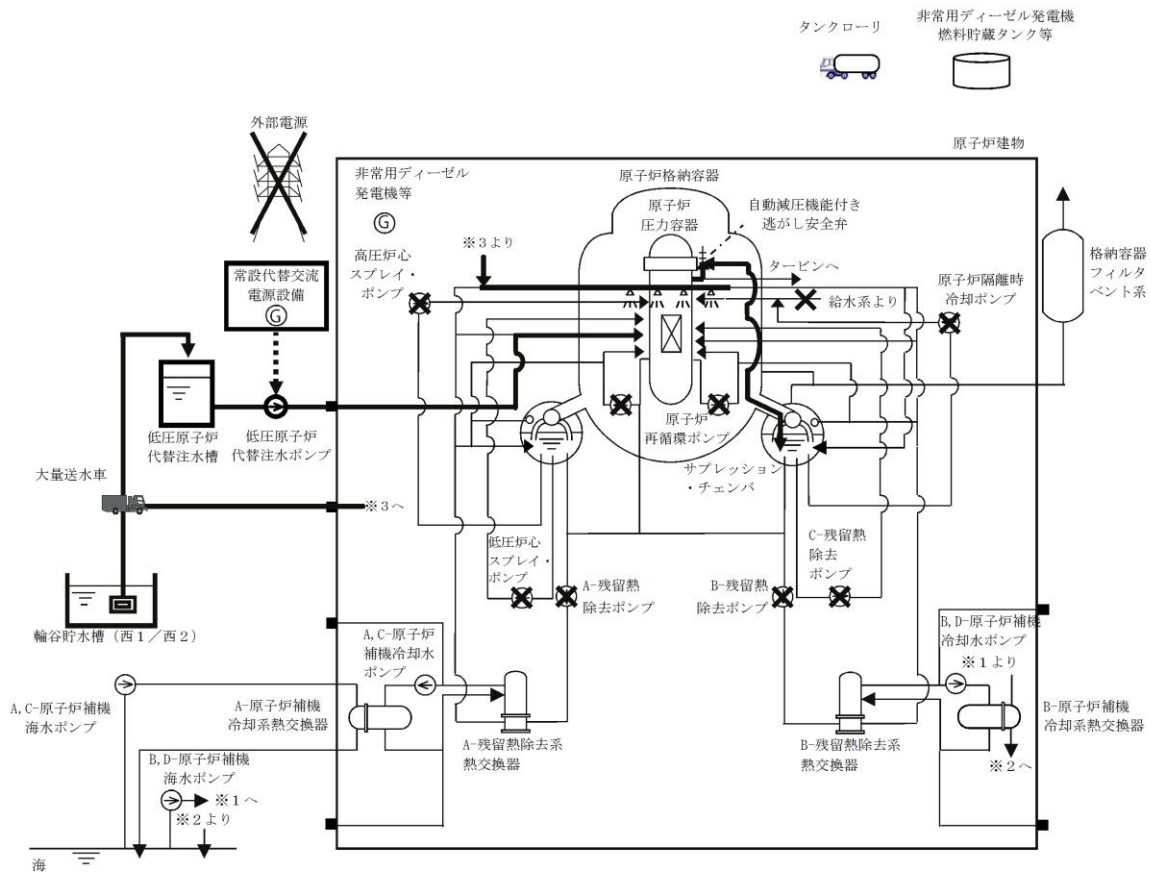 タンクローリ
非常用ディーゼル発電機
燃料貯蔵タンク等
外部電源
原子炉建物
非常用ディーゼル
発電機等
G
原子炉格納容器
原子炉
圧力容器
自動減圧機能付き
逃がし安全弁
※3より
高圧炉心
スプレイ・
ポンプ
タービンへ
給水系より
原子炉隔離時
冷却ポンプ
格納容器
フィルタ
ベント系
常設代替交流
電源設備
G
低圧原子炉
代替注水槽
低圧原子炉
代替注水ポンプ
原子炉
再循環ポンプ
サプレッション
・チェンバ
大量送水車
※3へ
低圧炉心
スプレイ・
ポンプ
A-残留熱
除去ポンプ
B-残留熱
除去ポンプ
C-残留熱
除去
ポンプ
輪谷貯水槽（西1／西2）
A,C-原子炉
補機冷却水
ポンプ
B,D-原子炉補機
冷却水ポンプ
※1より
A,C-原子炉補機
海水ポンプ
A-原子炉補機
冷却系熱交換器
A-残留熱除去系
熱交換器
B-残留熱除去系
熱交換器
B-原子炉補機
冷却系熱交換器
※2へ
B,D-原子炉補機
海水ポンプ
※1へ
※2より
海